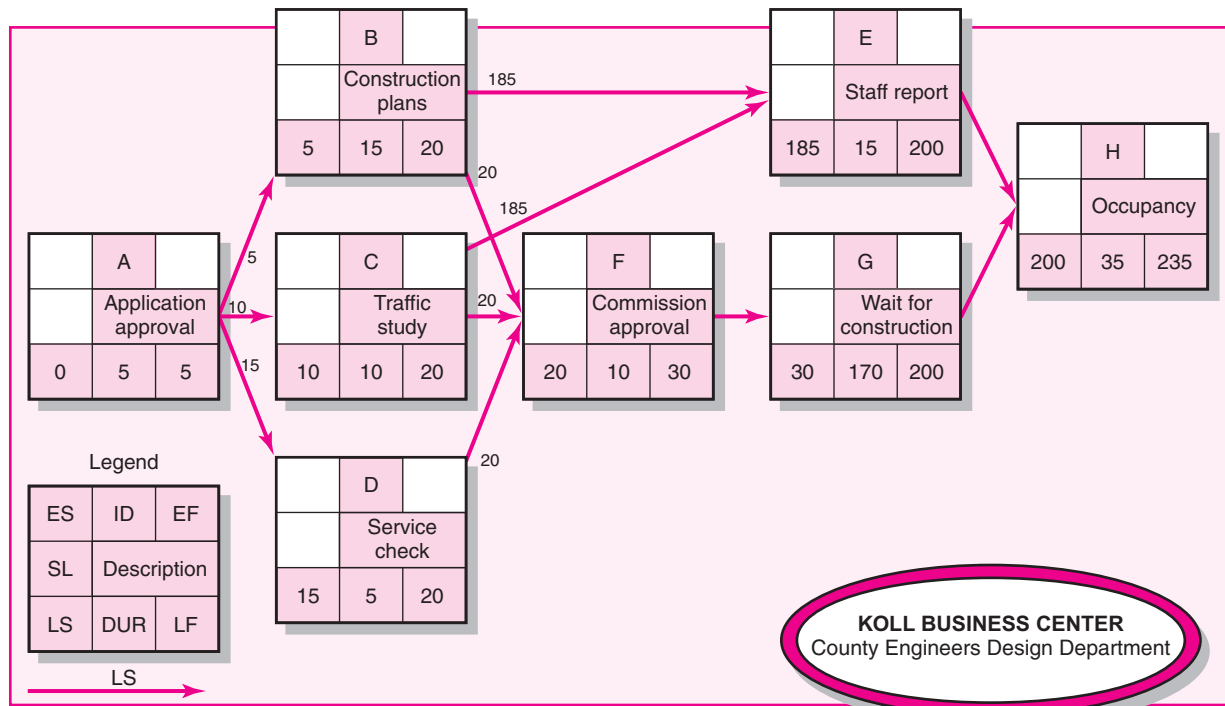 B
Construction
plans
5 15 20
185
20
E
Staff report
185 15 200
H
Occupancy
200 35 235
185
A
Application
approval
0 5 5
5
10
15
C
Traffic
study
10 10 20
20
F
Commission
approval
20 10 30
G
Wait for
construction
30 170 200
D
Service
check
15 5 20
20
Legend
ES ID EF
SL Description
LS DUR LF
LS
KOLL BUSINESS CENTER
County Engineers Design Department